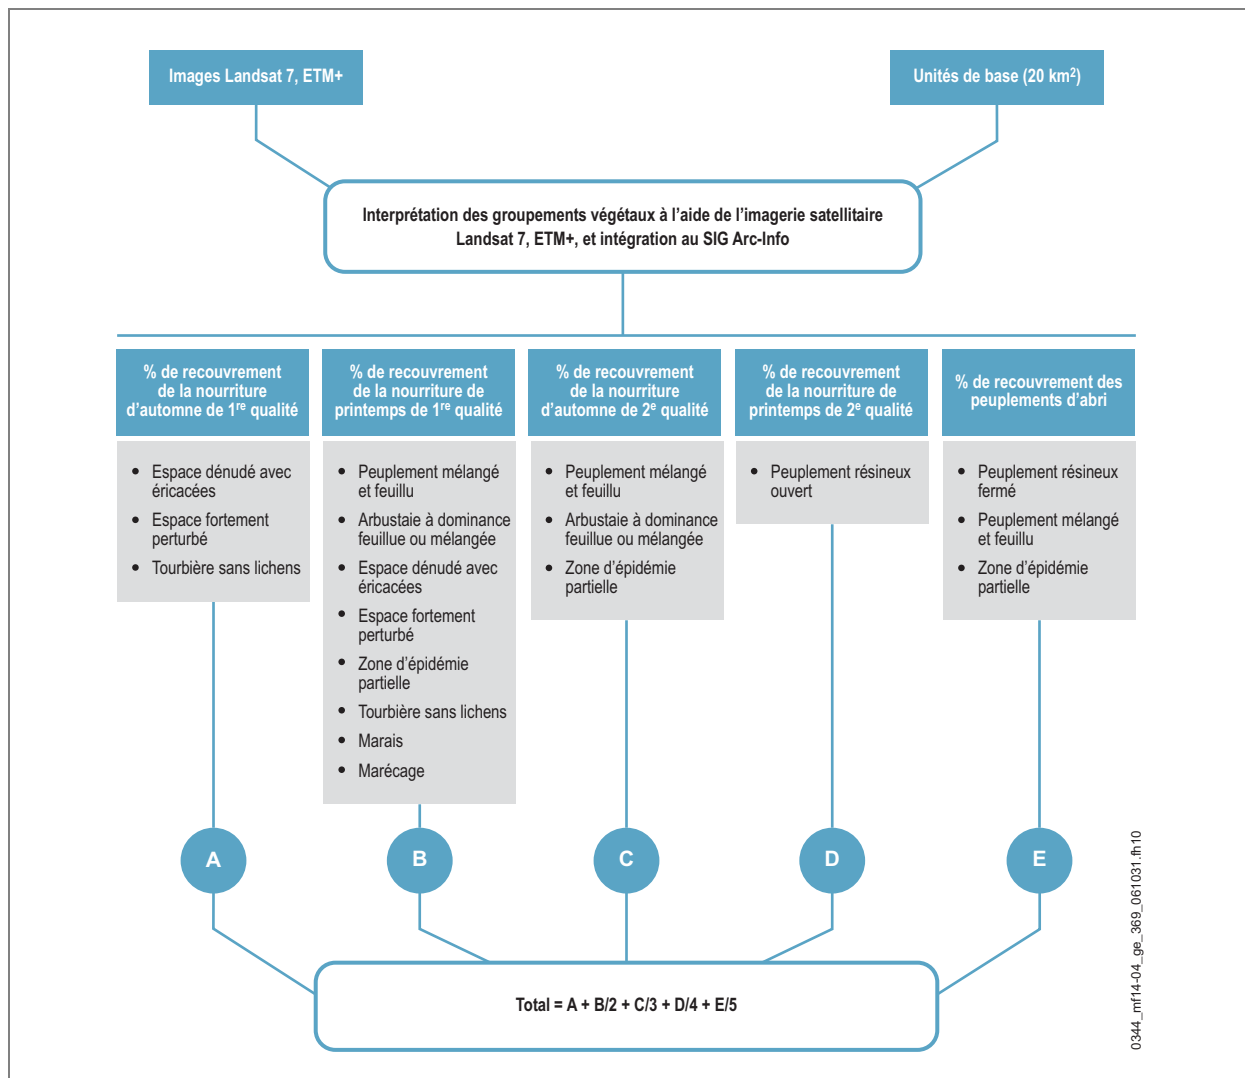 Images Landsat 7, ETM+
Unités de base (20 km²)
Interprétation des groupements végétaux à l'aide de l'imagerie satellitaire
Landsat 7, ETM+, et intégration au SIG Arc-Info
% de recouvrement
de la nourriture
d'automne de 1re qualité
• Espace dénudé avec
éricacées
• Espace fortement
perturbé
• Tourbière sans lichens
A
% de recouvrement
de la nourriture de
printemps de 1re qualité
• Peuplement mélangé
et feuillu
• Arbustaie à dominance
feuillue ou mélangée
• Espace dénudé avec
éricacées
• Espace fortement
perturbé
• Zone d'épidémie
partielle
• Tourbière sans lichens
• Marais
• Marécage
B
% de recouvrement
de la nourriture
d'automne de 2e qualité
• Peuplement mélangé
et feuillu
• Arbustaie à dominance
feuillue ou mélangée
• Zone d'épidémie
partielle
C
% de recouvrement
de la nourriture de
printemps de 2e qualité
• Peuplement résineux
ouvert
D
% de recouvrement des
peuplements d'abri
• Peuplement résineux
fermé
• Peuplement mélangé
et feuillu
• Zone d'épidémie
partielle
E
Total = A + B/2 + C/3 + D/4 + E/5
0344_mf14-04_ge_369_061031.fh10